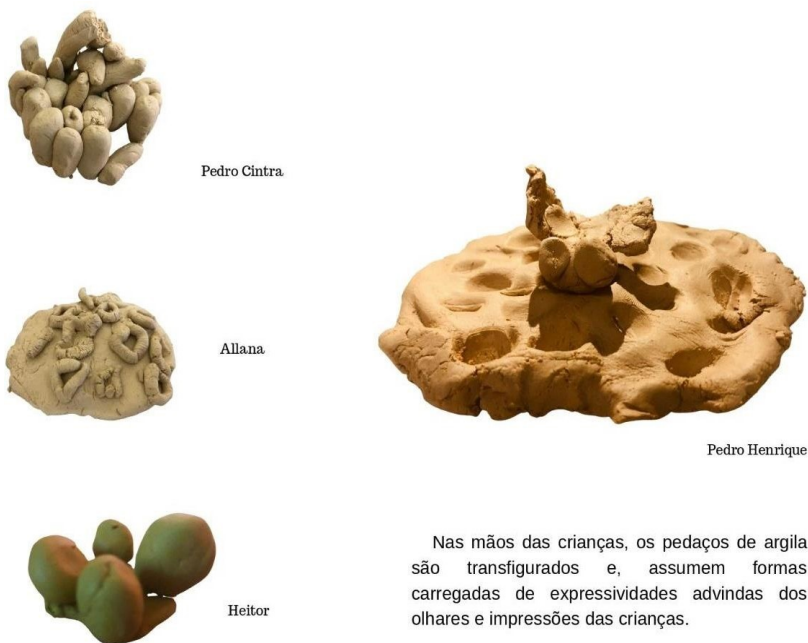 Pedro Cintra
Allana
Pedro Henrique
Heitor
Nas mãos das crianças, os pedaços de argila
são transfigurados e, assumem formas
carregadas de expressividades advindas dos
olhares e impressões das crianças.